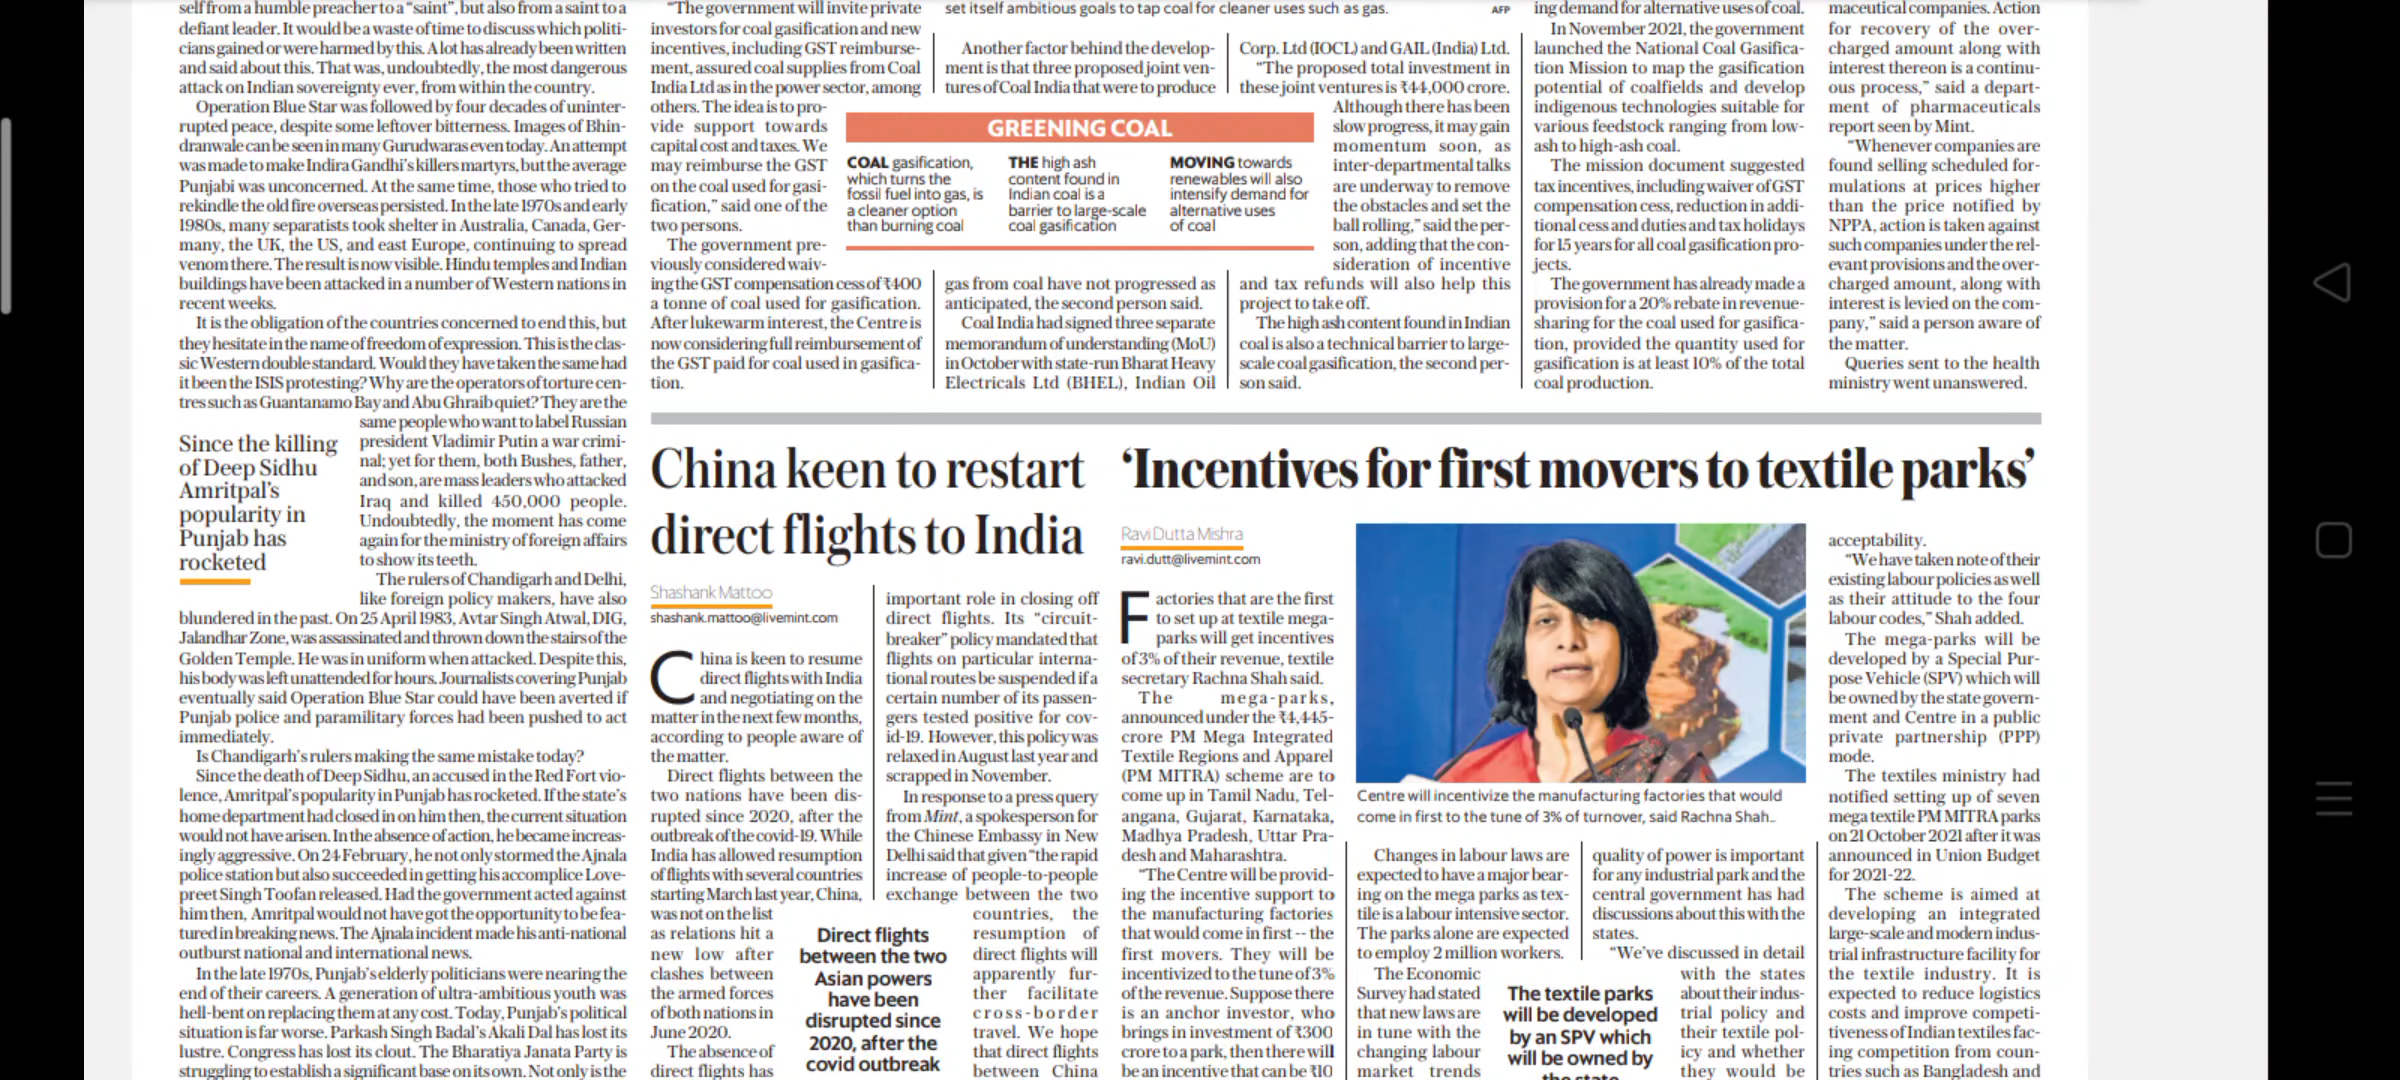 self from a humble preacher to a "saint", but also from a saint to a
defiant leader. It would be a waste of time to discuss which politi-
cians gained or were harmed by this. A lot has already been written
and said about this. That was, undoubtedly, the most dangerous
attack on Indian sovereignty ever, from within the country.
Operation Blue Star was followed by four decades of uninter-
rupted peace, despite some leftover bitterness. Images of Bhin-
dranwale can be seen in many Gurudwaras even today. An attempt
was made to make Indira Gandhi's killers martyrs, but the average
Punjabi was unconcerned. At the same time, those who tried to
rekindle the old fire overseas persisted. In the late 1970s and early
1980s, many separatists took shelter in Australia, Canada, Ger-
many, the UK, the US, and east Europe, continuing to spread
venom there. The result is now visible. Hindu temples and Indian
buildings have been attacked in a number of Western nations in
recent weeks.
It is the obligation of the countries concerned to end this, but
they hesitate in the name of freedom of expression. This is the clas-
sic Western double standard. Would they have taken the same had
it been the ISIS protesting? Why are the operators of torture cen-
tres such as Guantanamo Bay and Abu Ghraib quiet? They are the
same people who want to label Russian
president Vladimir Putin a war crimi-
nal; yet for them, both Bushes, father,
and son, are mass leaders who attacked
Iraq and killed 450,000 people.
Undoubtedly, the moment has come
again for the ministry of foreign affairs
to show its teeth.
Since the killing
of Deep Sidhu
Amritpal's
popularity in
Punjab has
rocketed
The rulers of Chandigarh and Delhi,
like foreign policy makers, have also
blundered in the past. On 25 April 1983, Avtar Singh Atwal, DIG,
Jalandhar Zone, was assassinated and thrown down the stairs of the
Golden Temple. He was in uniform when attacked. Despite this,
his body was left unattended for hours. Journalists covering Punjab
eventually said Operation Blue Star could have been averted if
Punjab police and paramilitary forces had been pushed to act
immediately.
Is Chandigarh's rulers making the same mistake today?
Since the death of Deep Sidhu, an accused in the Red Fort vio-
lence, Amritpal's popularity in Punjab has rocketed. If the state's
home department had closed in on him then, the current situation
would not have arisen. In the absence of action, he became increas-
ingly aggressive. On 24 February, he not only stormed the Ajnala
police station but also succeeded in getting his accomplice Love-
preet Singh Toofan released. Had the government acted against
him then, Amritpal would not have got the opportunity to be fea-
tured in breaking news. The Ajnala incident made his anti-national
outburst national and international news.
In the late 1970s, Punjab's elderly politicians were nearing the
end of their careers. A generation of ultra-ambitious youth was
hell-bent on replacing them at any cost. Today, Punjab's political
situation is far worse. Parkash Singh Badal's Akali Dal has lost its
lustre. Congress has lost its clout. The Bharatiya Janata Party is
struggling to establish a significant base on its own. Not only is the
"The government will invite private
investors for coal gasification and new
incentives, including GST reimburse-
ment, assured coal supplies from Coal
India Ltd as in the power sector, among
others. The idea is to pro-
vide support towards
capital cost and taxes. We
may reimburse the GST
on the coal used for gasi-
fication," said one of the
two persons.
The government pre-
viously considered waiv-
ing the GST compensation cess of ₹400
a tonne of coal used for gasification.
After lukewarm interest, the Centre is
now considering full reimbursement of
the GST paid for coal used in gasifica-
tion.
set itself ambitious goals to tap coal for cleaner uses such as gas.
AFP
Another factor behind the develop-
ment is that three proposed joint ven-
tures of Coal India that were to produce
GREENING COAL
COAL gasification,
which turns the
fossil fuel into gas, is
a cleaner option
than burning coal
THE high ash
content found in
Indian coal is a
barrier to large-scale
coal gasification
MOVING towards
renewables will also
intensify demand for
alternative uses
of coal
gas from coal have not progressed as
anticipated, the second person said.
Coal India had signed three separate
memorandum of understanding (MoU)
in October with state-run Bharat Heavy
Electricals Ltd (BHEL), Indian Oil
Corp. Ltd (IOCL) and GAIL (India) Ltd.
"The proposed total investment in
these joint ventures is ₹44,000 crore.
Although there has been
slow progress, it may gain
momentum soon, as
inter-departmental talks
are underway to remove
the obstacles and set the
ball rolling," said the per-
son, adding that the con-
sideration of incentive
and tax refunds will also help this
project to take off.
The high ash content found in Indian
coal is also a technical barrier to large-
scale coal gasification, the second per-
son said.
ing demand for alternative uses of coal.
In November 2021, the government
launched the National Coal Gasifica-
tion Mission to map the gasification
potential of coalfields and develop
indigenous technologies suitable for
various feedstock ranging from low-
ash to high-ash coal.
The mission document suggested
tax incentives, including waiver of GST
compensation cess, reduction in addi-
tional cess and duties and tax holidays
for 15 years for all coal gasification pro-
jects.
The government has already made a
provision for a 20% rebate in revenue-
sharing for the coal used for gasifica-
tion, provided the quantity used for
gasification is at least 10% of the total
coal production.
maceutical companies. Action
for recovery of the over-
charged amount along with
interest thereon is a continu-
ous process," said a depart-
ment of pharmaceuticals
report seen by Mint.
"Whenever companies are
found selling scheduled for-
mulations at prices higher
than the price notified by
NPPA, action is taken against
such companies under the rel-
evant provisions and the over-
charged amount, along with
interest is levied on the com-
pany," said a person aware of
the matter.
Queries sent to the health
ministry went unanswered.
China keen to restart
direct flights to India
Shashank Mattoo
shashank.mattoo@livemint.com
China is keen to resume
direct flights with India
and negotiating on the
matter in the next few months,
according to people aware of
the matter.
Direct flights between the
two nations have been dis-
rupted since 2020, after the
outbreak of the covid-19. While
India has allowed resumption
of flights with several countries
starting March last year, China,
was not on the list
as relations hit a
new low after
clashes between
the armed forces
of both nations in
June 2020.
The absence of
direct flights has
Direct flights
between the two
Asian powers
have been
disrupted since
2020, after the
covid outbreak
important role in closing off
direct flights. Its "circuit-
breaker" policy mandated that
flights on particular interna-
tional routes be suspended if a
certain number of its passen-
gers tested positive for cov-
id-19. However, this policy was
relaxed in August last year and
scrapped in November.
In response to a press query
from Mint, a spokesperson for
the Chinese Embassy in New
Delhi said that given "the rapid
increase of people-to-people
exchange between the two
countries, the
resumption of
direct flights will
apparently fur-
ther facilitate
cross-border
travel. We hope
that direct flights
between China
'Incentives for first movers to textile parks'
Ravi Dutta Mishra
ravi.dutt@livemint.com
Factories that are the first
to set up at textile mega-
parks will get incentives
of 3% of their revenue, textile
secretary Rachna Shah said.
The mega-parks,
announced under the ₹4,445-
crore PM Mega Integrated
Textile Regions and Apparel
(PM MITRA) scheme are to
come up in Tamil Nadu, Tel-
angana, Gujarat, Karnataka,
Madhya Pradesh, Uttar Pra-
desh and Maharashtra.
"The Centre will be provid-
ing the incentive support to
the manufacturing factories
that would come in first -- the
first movers. They will be
incentivized to the tune of 3%
of the revenue. Suppose there
is an anchor investor, who
brings in investment of ₹300
crore to a park, then there will
be an incentive that can be ₹10
Centre will incentivize the manufacturing factories that would
come in first to the tune of 3% of turnover, said Rachna Shah..
Changes in labour laws are
expected to have a major bear-
ing on the mega parks as tex-
tile is a labour intensive sector.
The parks alone are expected
to employ 2 million workers.
The Economic
Survey had stated
that new laws are
in tune with the
changing labour
market trends
The textile parks
will be developed
by an SPV which
will be owned by
the state
quality of power is important
for any industrial park and the
central government has had
discussions about this with the
states.
"We've discussed in detail
with the states
about their indus-
trial policy and
their textile pol-
icy and whether
they would be
acceptability.
"We have taken note of their
existing labour policies as well
as their attitude to the four
labour codes," Shah added.
The mega-parks will be
developed by a Special Pur-
pose Vehicle (SPV) which will
be owned by the state govern-
ment and Centre in a public
private partnership (PPP)
mode.
The textiles ministry had
notified setting up of seven
mega textile PM MITRA parks
on 21 October 2021 after it was
announced in Union Budget
for 2021-22.
The scheme is aimed at
developing an integrated
large-scale and modern indus-
trial infrastructure facility for
the textile industry. It is
expected to reduce logistics
costs and improve competi-
tiveness of Indian textiles fac-
ing competition from coun-
tries such as Bangladesh and